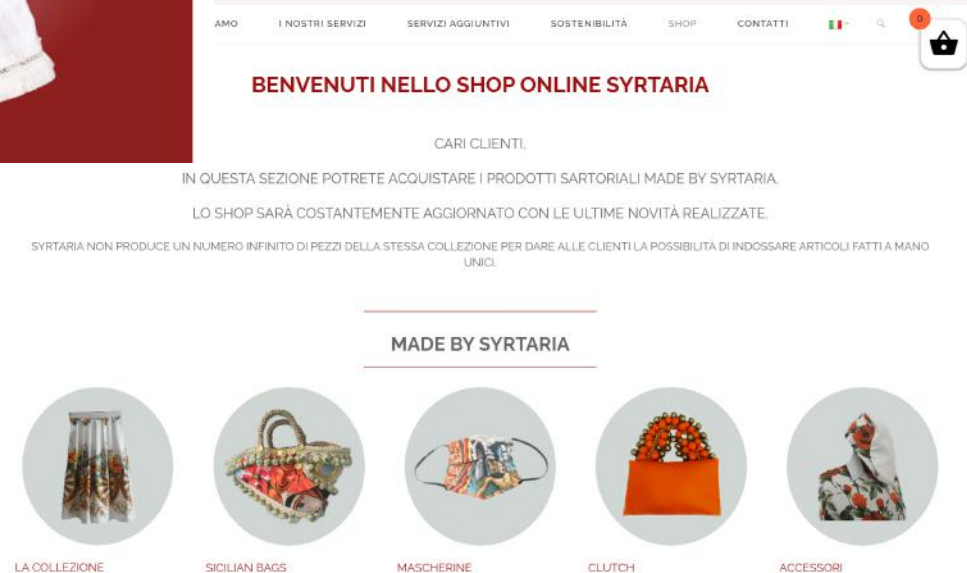 AMO I NOSTRI SERVIZI SERVIZI AGGIUNTIVI SOSTENIBILITÀ SHOP CONTATTI 0
BENVENUTI NELLO SHOP ONLINE SYRTARIA
CARI CLIENTI,
IN QUESTA SEZIONE POTRETE ACQUISTARE I PRODOTTI SARTORIALI MADE BY SYRTARIA.
LO SHOP SARÀ COSTANTEMENTE AGGIORNATO CON LE ULTIME NOVITÀ REALIZZATE.
SYRTARIA NON PRODUCE UN NUMERO INFINITO DI PEZZI DELLA STESSA COLLEZIONE PER DARE ALLE CLIENTI LA POSSIBILITÀ DI INDOSSARE ARTICOLI FATTI A MANO
UNICI.
MADE BY SYRTARIA
LA COLLEZIONE SICILIAN BAGS MASCHERINE CLUTCH ACCESSORI